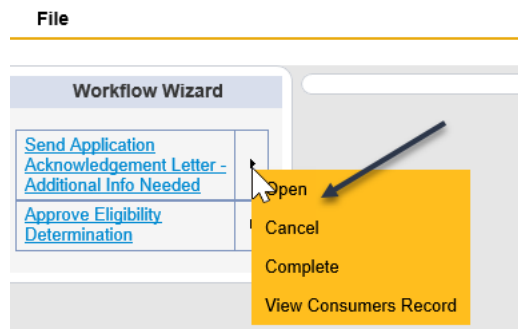 File
Workflow Wizard
Send Application
Acknowledgement Letter -
Additional Info Needed
Approve Eligibility
Determination
Open
Cancel
Complete
View Consumers Record